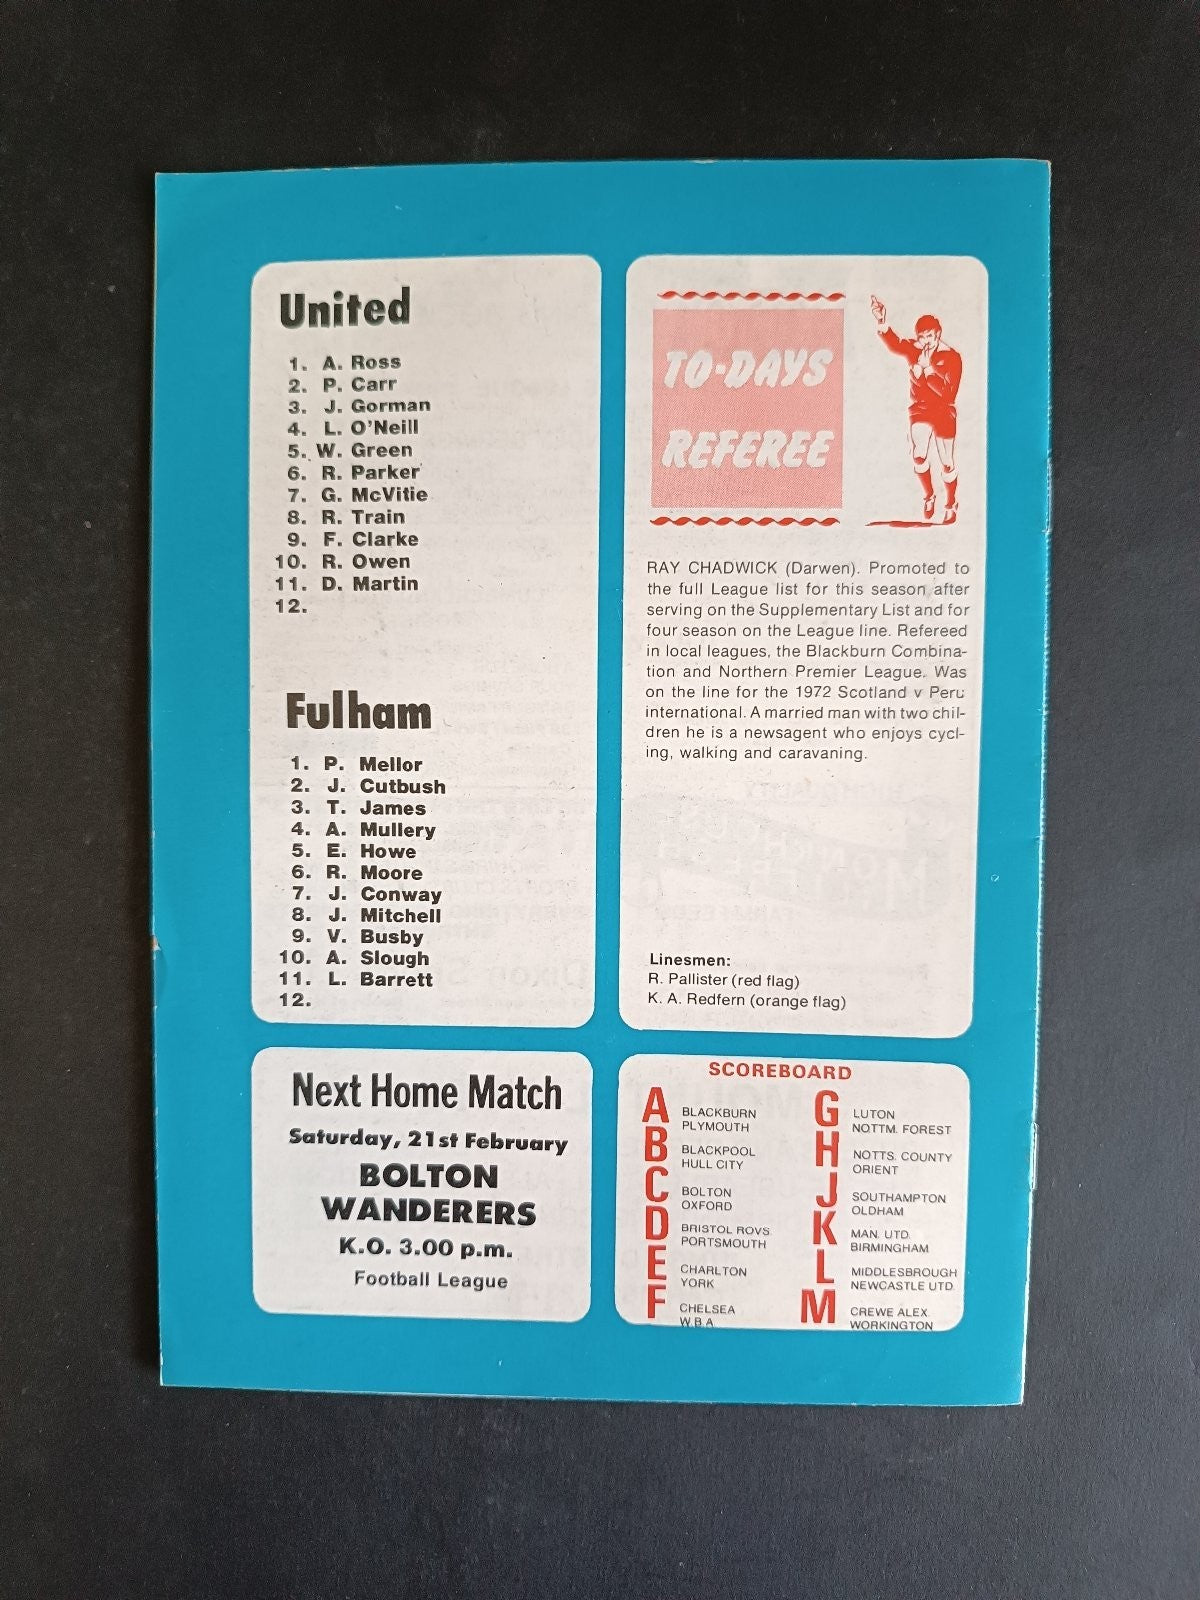 United
1. A. Ross
2. P. Carr
3. J. Gorman
4. L. O'Neill
5. W. Green
6. R. Parker
7. G. McVitie
8. R. Train
9. F. Clarke
10. R. Owen
11. D. Martin
12.
Fulham
1. P. Mellor
2. J. Cutbush
3. T. James
4. A. Mullery
5. E. Howe
6. R. Moore
7. J. Conway
8. J. Mitchell
9. V. Busby
10. A. Slough
11. L. Barrett
12.
TO-DAYS
REFEREE
RAY CHADWICK (Darwen). Promoted to
the full League list for this season after
serving on the Supplementary List and for
four season on the League line. Refereed
in local leagues, the Blackburn Combina-
tion and Northern Premier League. Was
on the line for the 1972 Scotland v Peru
international. A married man with two chil-
dren he is a newsagent who enjoys cycl-
ing, walking and caravaning.
Linesmen:
R. Pallister (red flag)
K. A. Redfern (orange flag)
Next Home Match
Saturday, 21st February
BOLTON
WANDERERS
K.O. 3.00 p.m.
Football League
SCOREBOARD
A BLACKBURN
PLYMOUTH
B BLACKPOOL
HULL CITY
C BOLTON
OXFORD
D BRISTOL ROVS.
PORTSMOUTH
E CHARLTON
YORK
F CHELSEA
W.B.A.
G LUTON
NOTTM. FOREST
H NOTTS. COUNTY
ORIENT
J SOUTHAMPTON
OLDHAM
K MAN. UTD.
BIRMINGHAM
L MIDDLESBROUGH
NEWCASTLE UTD.
M CREWE ALEX.
WORKINGTON